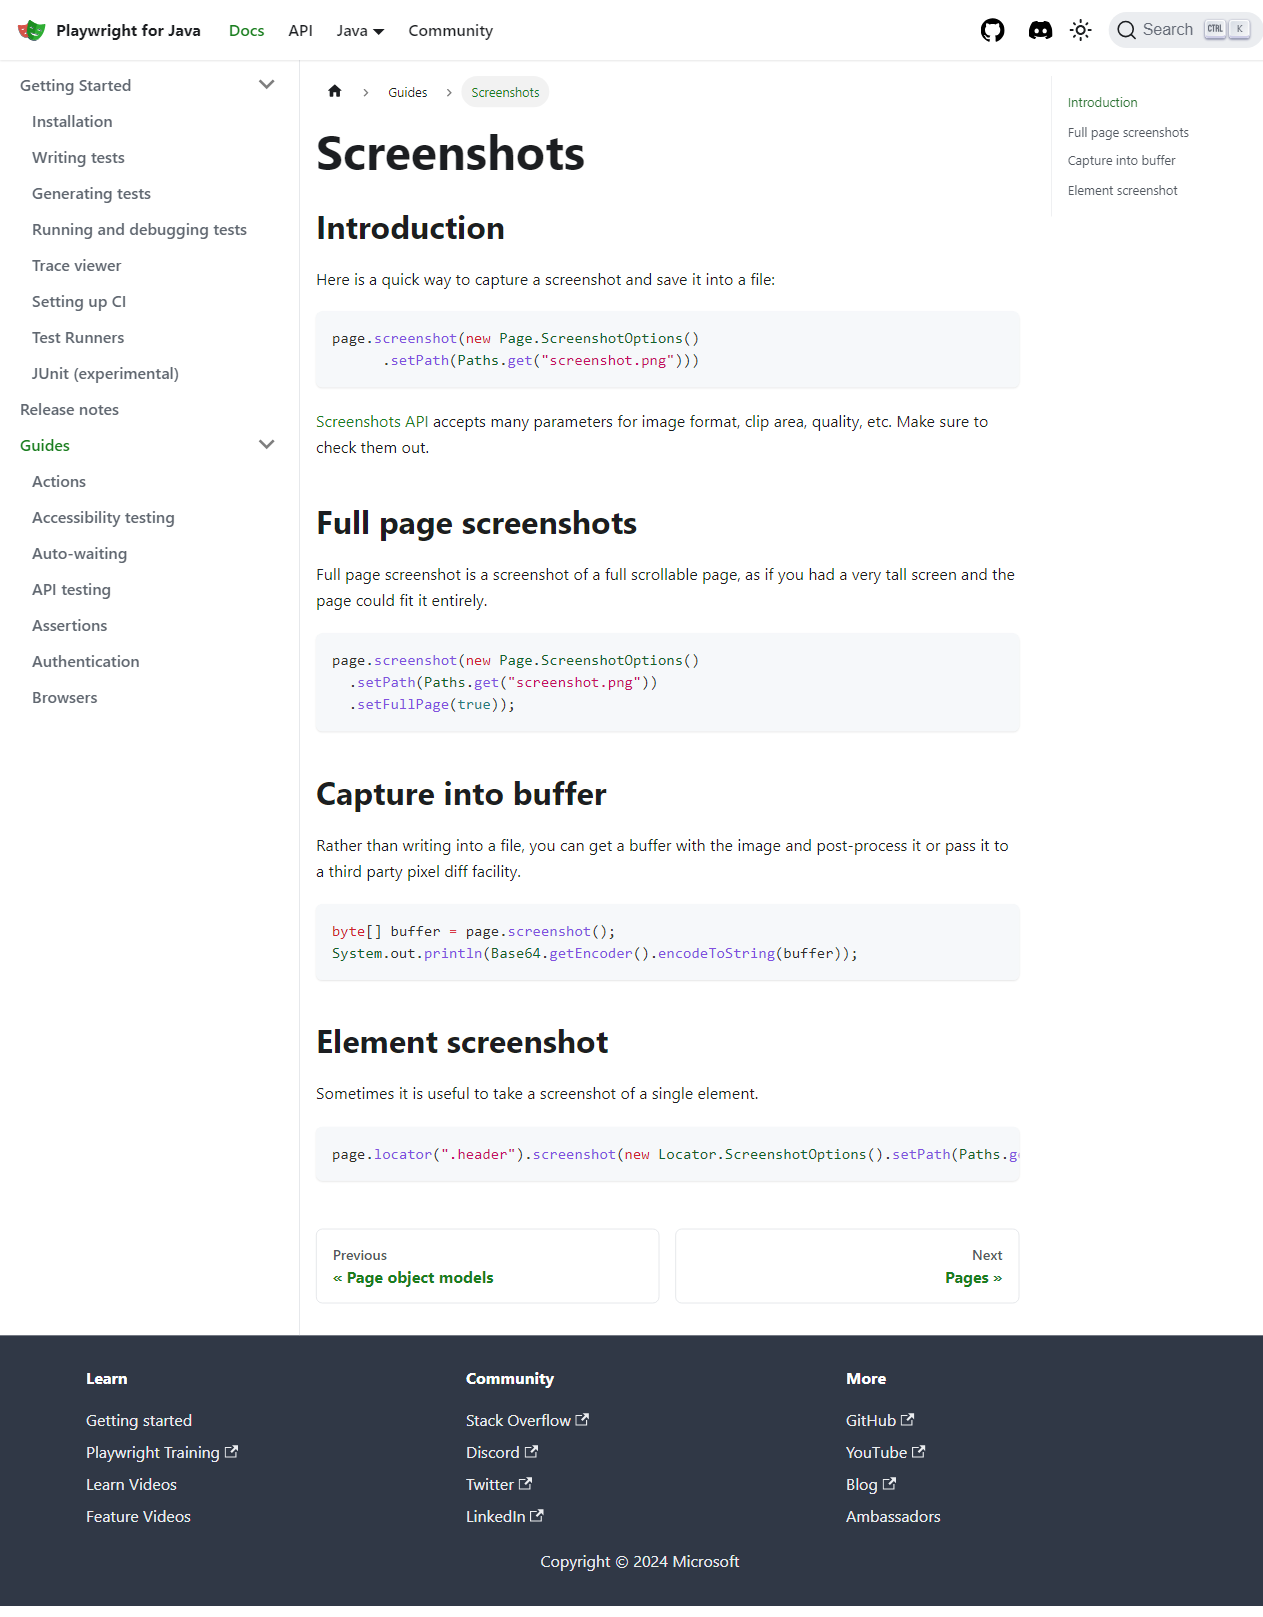 Playwright for Java Docs API Java Community Search CTRL K
Getting Started
Installation
Writing tests
Generating tests
Running and debugging tests
Trace viewer
Setting up CI
Test Runners
JUnit (experimental)
Release notes
Guides
Actions
Accessibility testing
Auto-waiting
API testing
Assertions
Authentication
Browsers
Guides Screenshots
Screenshots
Introduction
Here is a quick way to capture a screenshot and save it into a file:
page.screenshot(new Page.ScreenshotOptions()
.setPath(Paths.get("screenshot.png")))
Screenshots API accepts many parameters for image format, clip area, quality, etc. Make sure to
check them out.
Full page screenshots
Full page screenshot is a screenshot of a full scrollable page, as if you had a very tall screen and the
page could fit it entirely.
page.screenshot(new Page.ScreenshotOptions()
.setPath(Paths.get("screenshot.png"))
.setFullPage(true));
Capture into buffer
Rather than writing into a file, you can get a buffer with the image and post-process it or pass it to
a third party pixel diff facility.
byte[] buffer = page.screenshot();
System.out.println(Base64.getEncoder().encodeToString(buffer));
Element screenshot
Sometimes it is useful to take a screenshot of a single element.
page.locator(".header").screenshot(new Locator.ScreenshotOptions().setPath(Paths.ge
Previous
« Page object models
Next
Pages »
Introduction
Full page screenshots
Capture into buffer
Element screenshot
Learn
Getting started
Playwright Training
Learn Videos
Feature Videos
Community
Stack Overflow
Discord
Twitter
LinkedIn
More
GitHub
YouTube
Blog
Ambassadors
Copyright © 2024 Microsoft